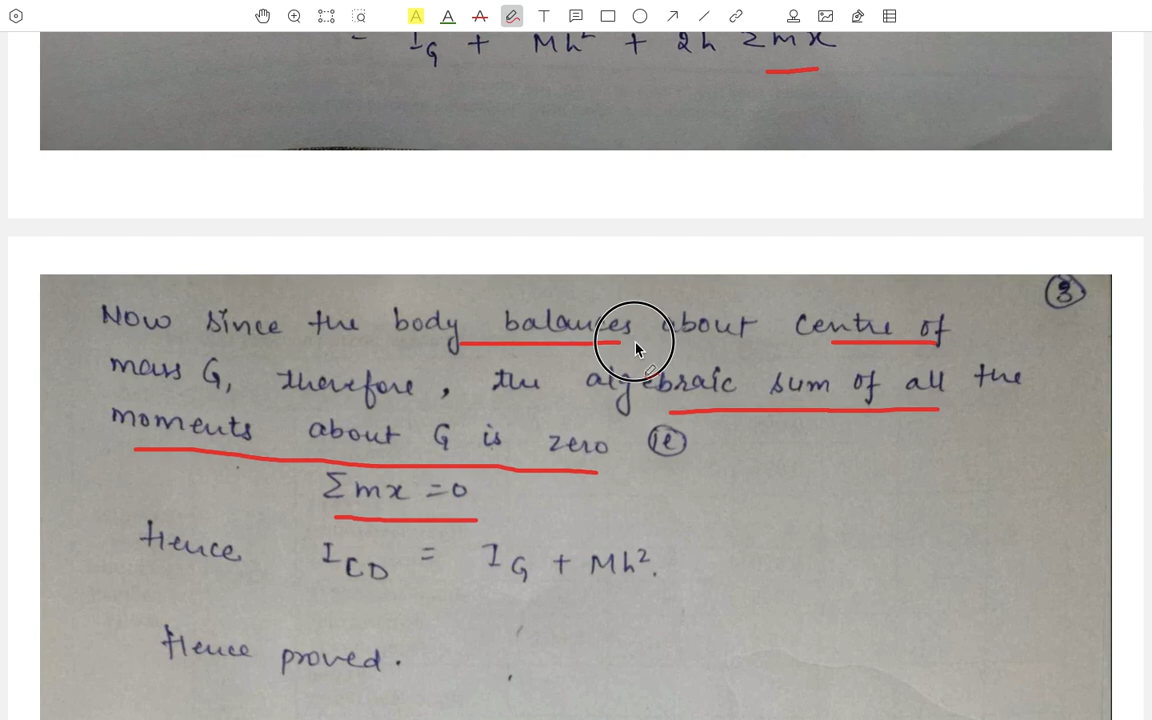 = I_G + Mh² + 2h Σmx
③
Now since the body balances about centre of
mass G, therefore, the algebraic sum of all the
moments about G is zero (ie)
Σmx = 0
Hence I_CD = I_G + Mh².
Hence proved.